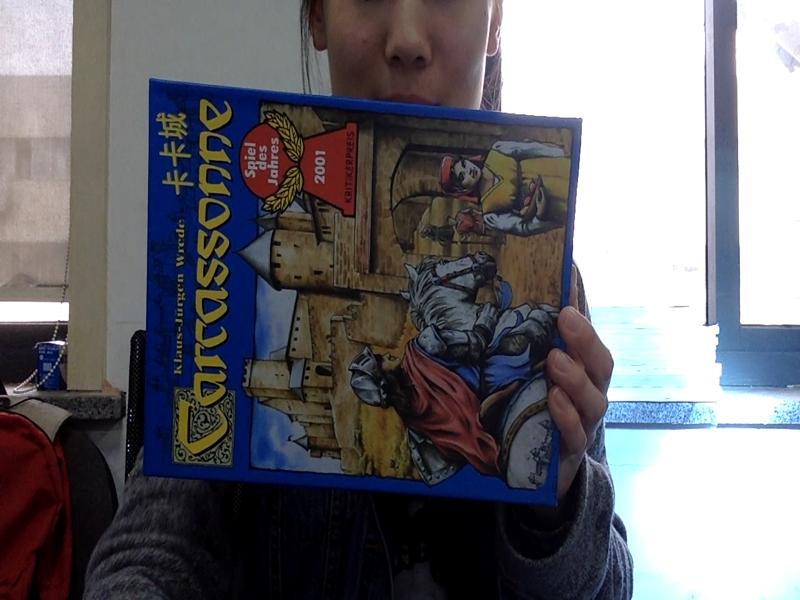 Klaus-Jürgen Wrede
卡卡城
Carcassonne
Spiel
des
Jahres
2001
KRITIKERPREIS